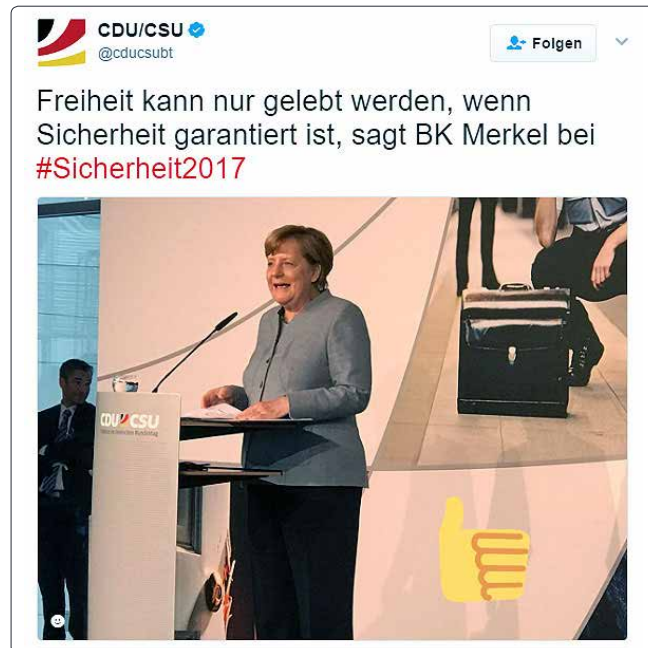 CDU/CSU
@cducsubt
Folgen
Freiheit kann nur gelebt werden, wenn
Sicherheit garantiert ist, sagt BK Merkel bei
#Sicherheit2017
CDU CSU